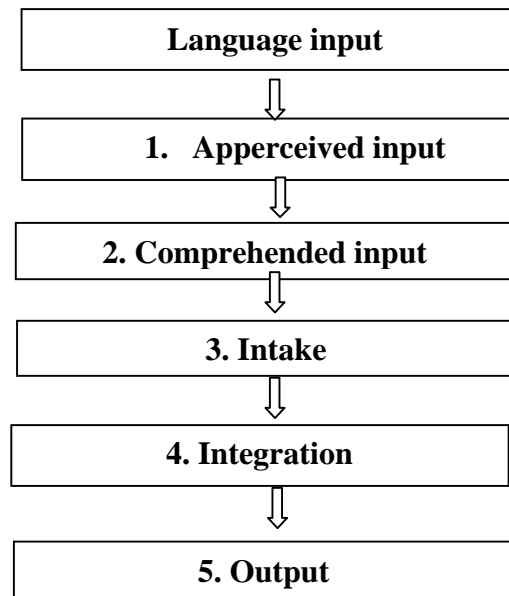 Language input
1. Apperceived input
2. Comprehended input
3. Intake
4. Integration
5. Output